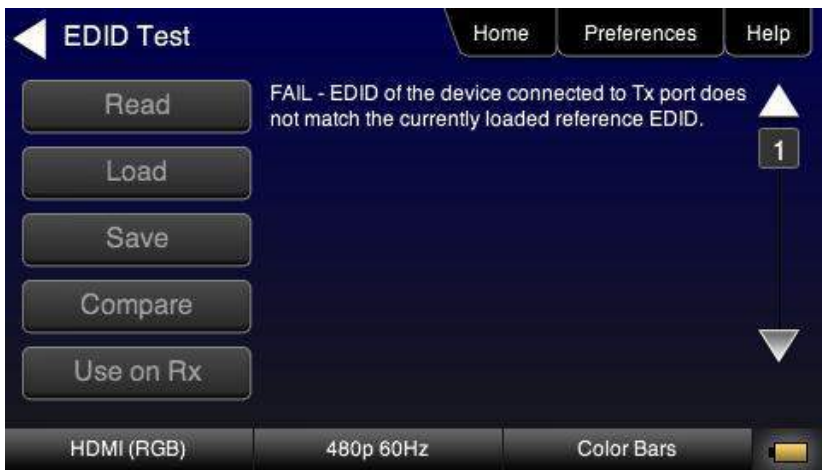 EDID Test
Home
Preferences
Help
Read
Load
Save
Compare
Use on Rx
FAIL - EDID of the device connected to Tx port does
not match the currently loaded reference EDID.
1
HDMI (RGB)
480p 60Hz
Color Bars